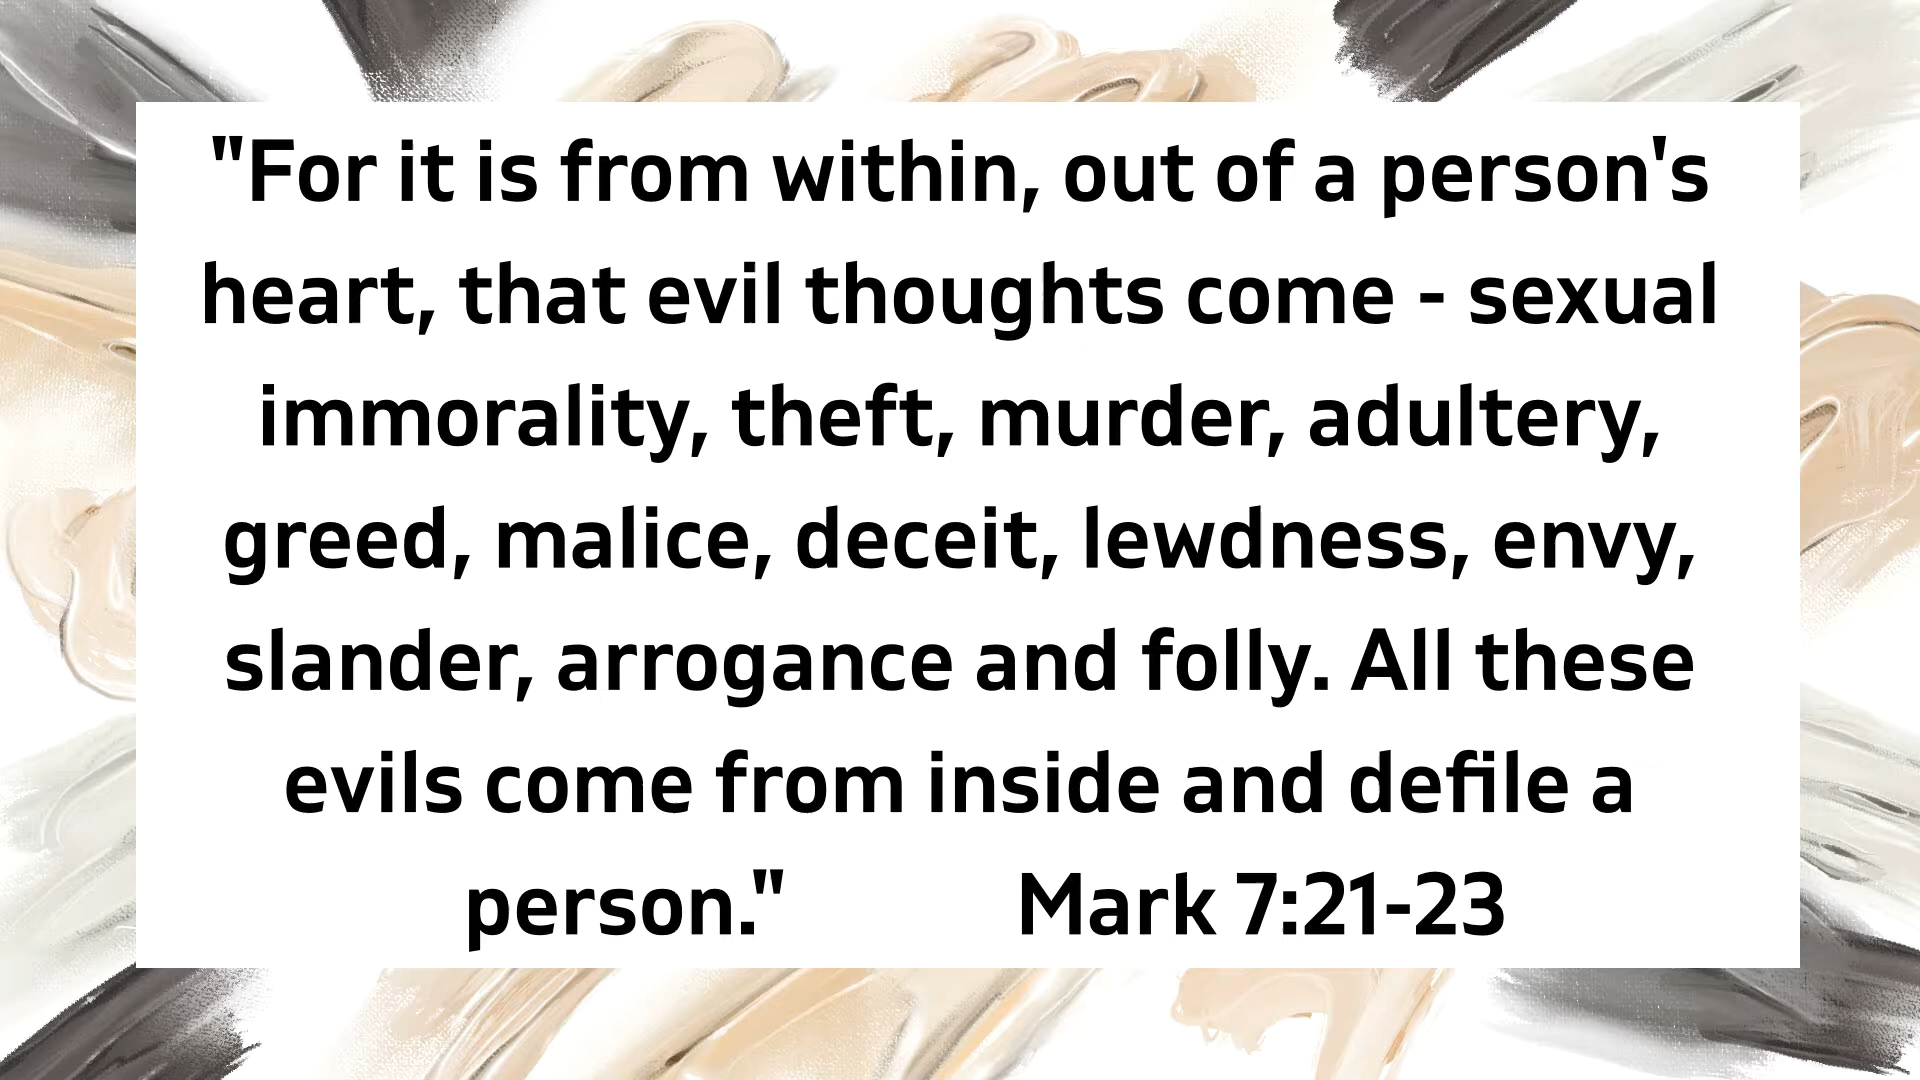 "For it is from within, out of a person's
heart, that evil thoughts come - sexual
immorality, theft, murder, adultery,
greed, malice, deceit, lewdness, envy,
slander, arrogance and folly. All these
evils come from inside and defile a
person." Mark 7:21-23